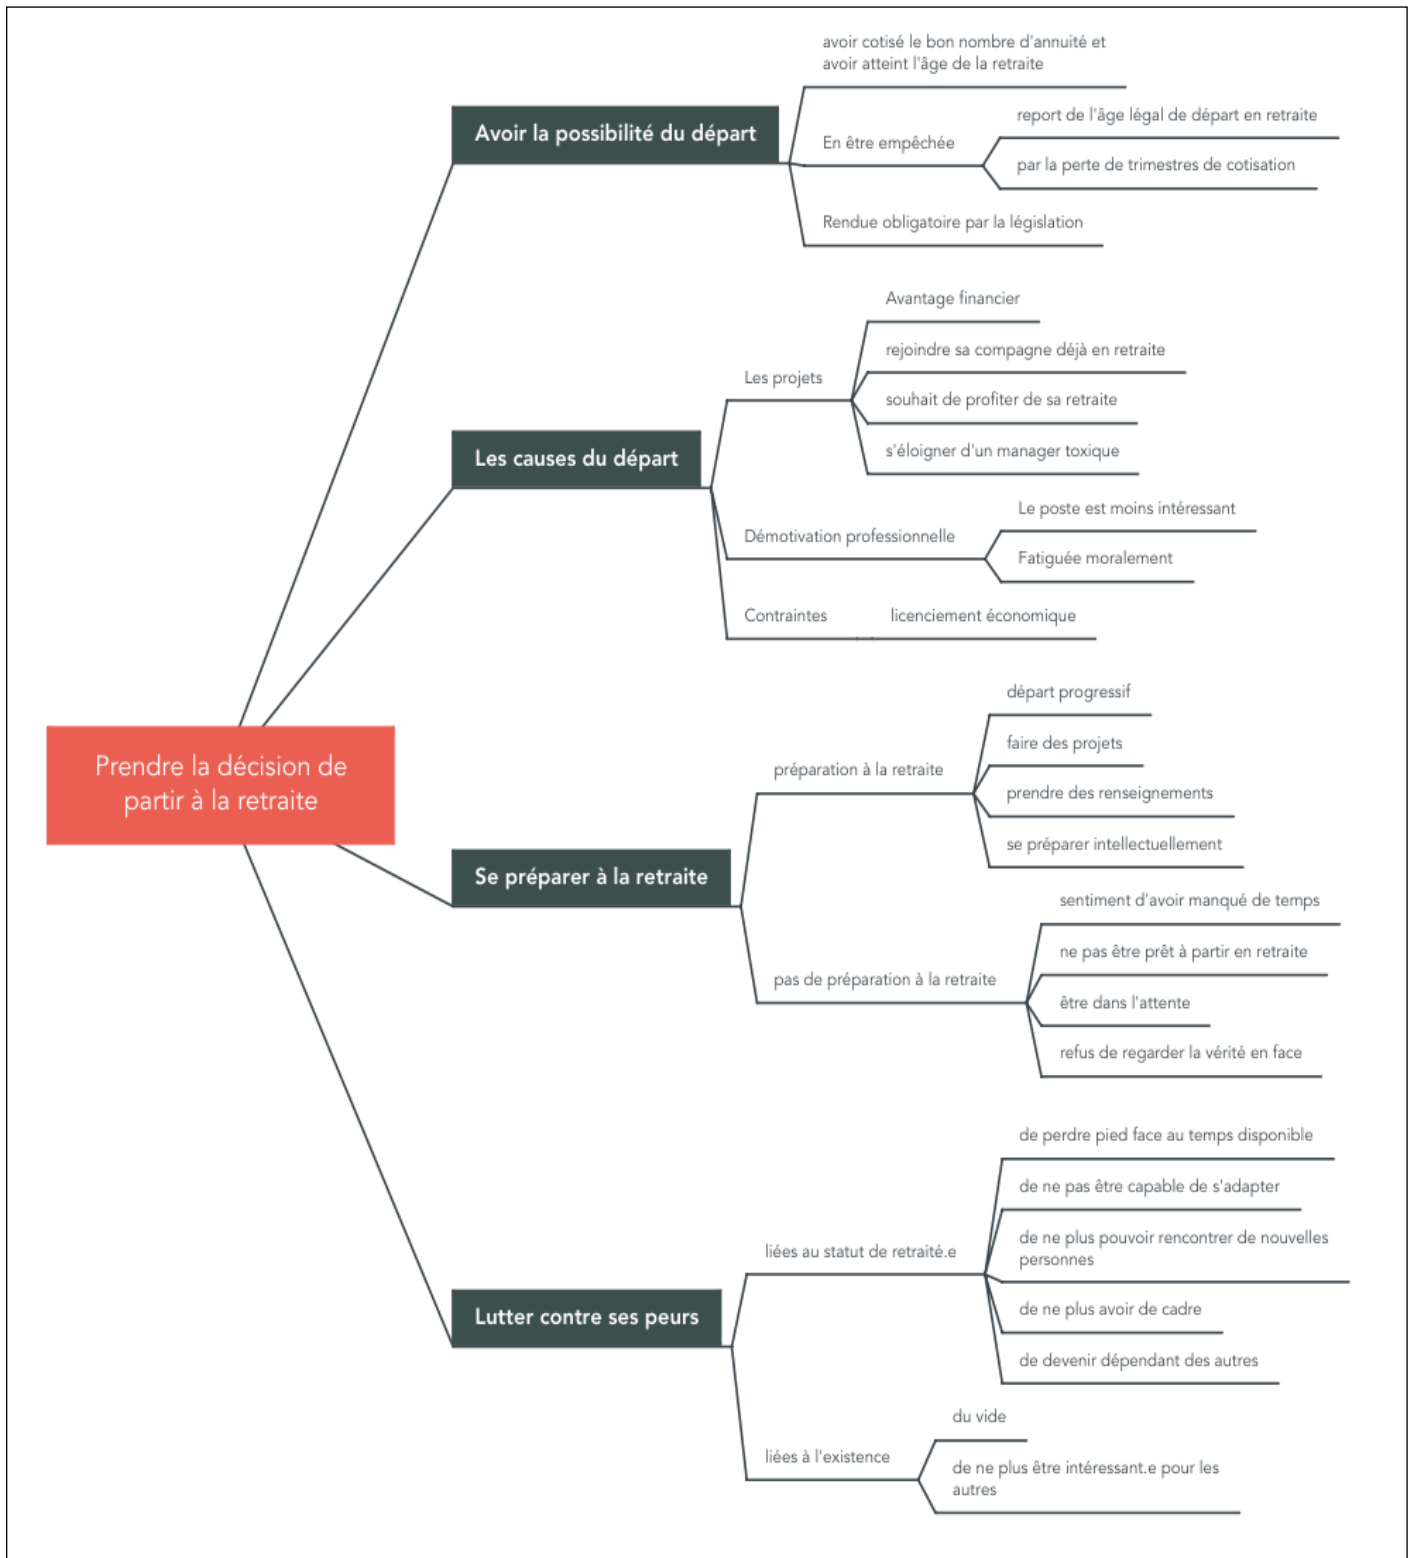 avoir cotisé le bon nombre d'annuité et
avoir atteint l'âge de la retraite
Avoir la possibilité du départ
report de l'âge légal de départ en retraite
En être empêchée
par la perte de trimestres de cotisation
Rendue obligatoire par la législation
Avantage financier
rejoindre sa compagne déjà en retraite
Les projets
souhait de profiter de sa retraite
s'éloigner d'un manager toxique
Les causes du départ
Le poste est moins intéressant
Démotivation professionnelle
Fatiguée moralement
Contraintes
licenciement économique
Prendre la décision de
partir à la retraite
départ progressif
faire des projets
préparation à la retraite
prendre des renseignements
se préparer intellectuellement
Se préparer à la retraite
sentiment d'avoir manqué de temps
ne pas être prêt à partir en retraite
pas de préparation à la retraite
être dans l'attente
refus de regarder la vérité en face
de perdre pied face au temps disponible
de ne pas être capable de s'adapter
de ne plus pouvoir rencontrer de nouvelles
personnes
liées au statut de retraité.e
de ne plus avoir de cadre
de devenir dépendant des autres
Lutter contre ses peurs
du vide
liées à l'existence
de ne plus être intéressant.e pour les
autres